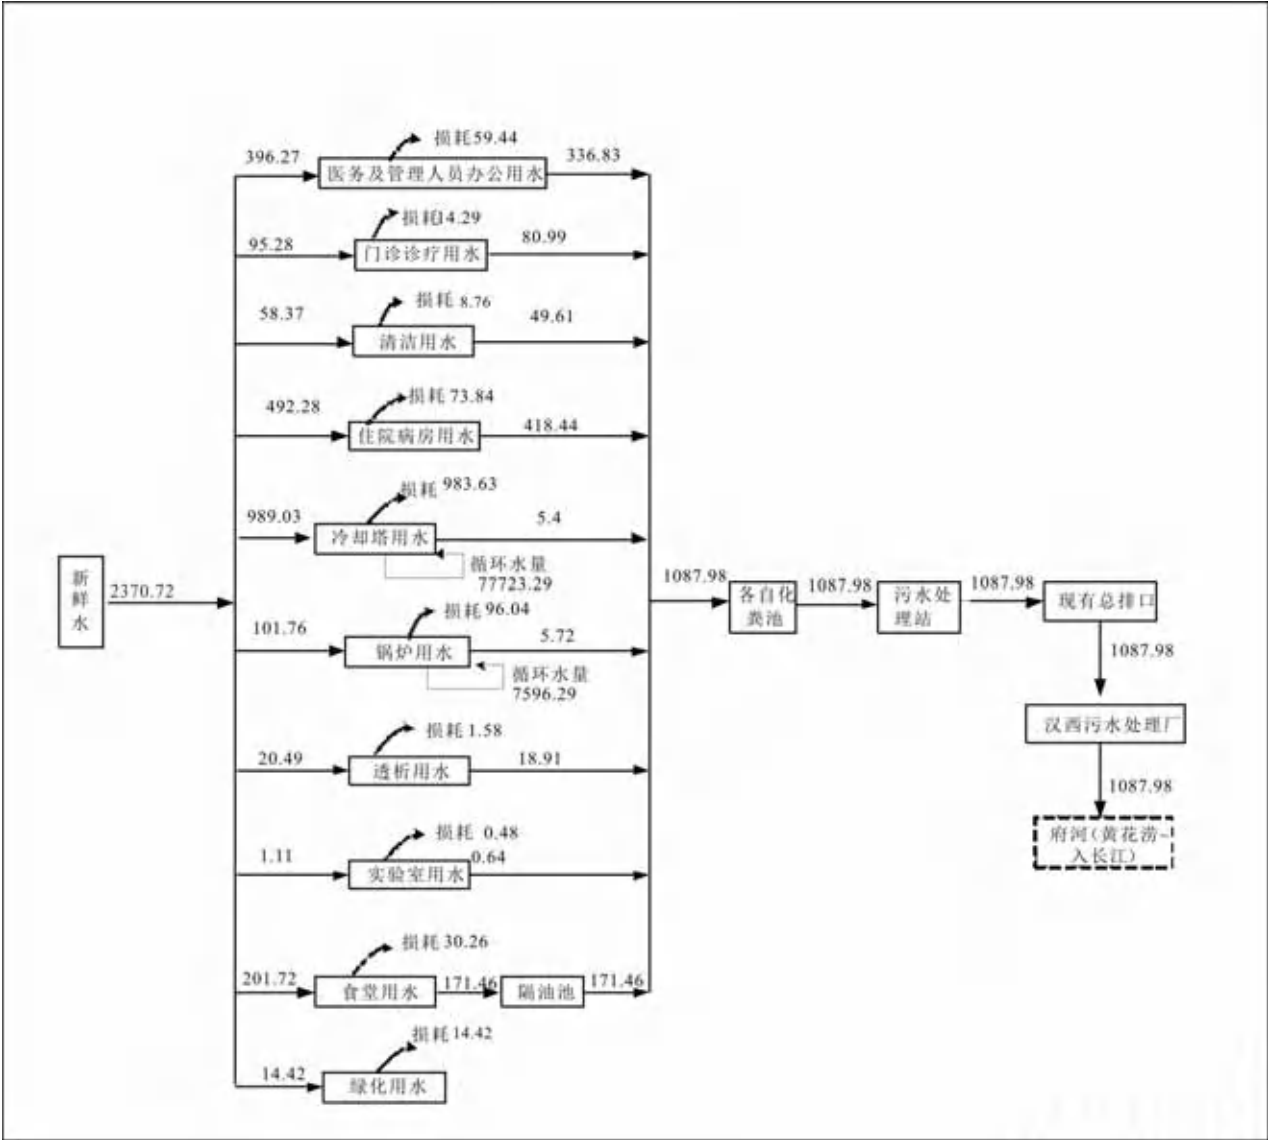 损耗59.44
396.27
医务及管理人员办公用水
336.83
损耗14.29
95.28
门诊诊疗用水
80.99
损耗 8.76
58.37
清洁用水
49.61
损耗 73.84
492.28
住院病房用水
418.44
损耗 983.63
989.03
冷却塔用水
5.4
循环水量
77723.29
新鲜水
2370.72
损耗 96.04
101.76
锅炉用水
5.72
循环水量
7596.29
损耗 1.58
20.49
透析用水
18.91
损耗 0.48
1.11
实验室用水
0.64
损耗 30.26
201.72
食堂用水
171.46
隔油池
171.46
损耗14.42
14.42
绿化用水
1087.98
各自化
粪池
1087.98
污水处
理站
1087.98
现有总排口
1087.98
汉西污水处理厂
1087.98
府河(黄花涝~
入长江)